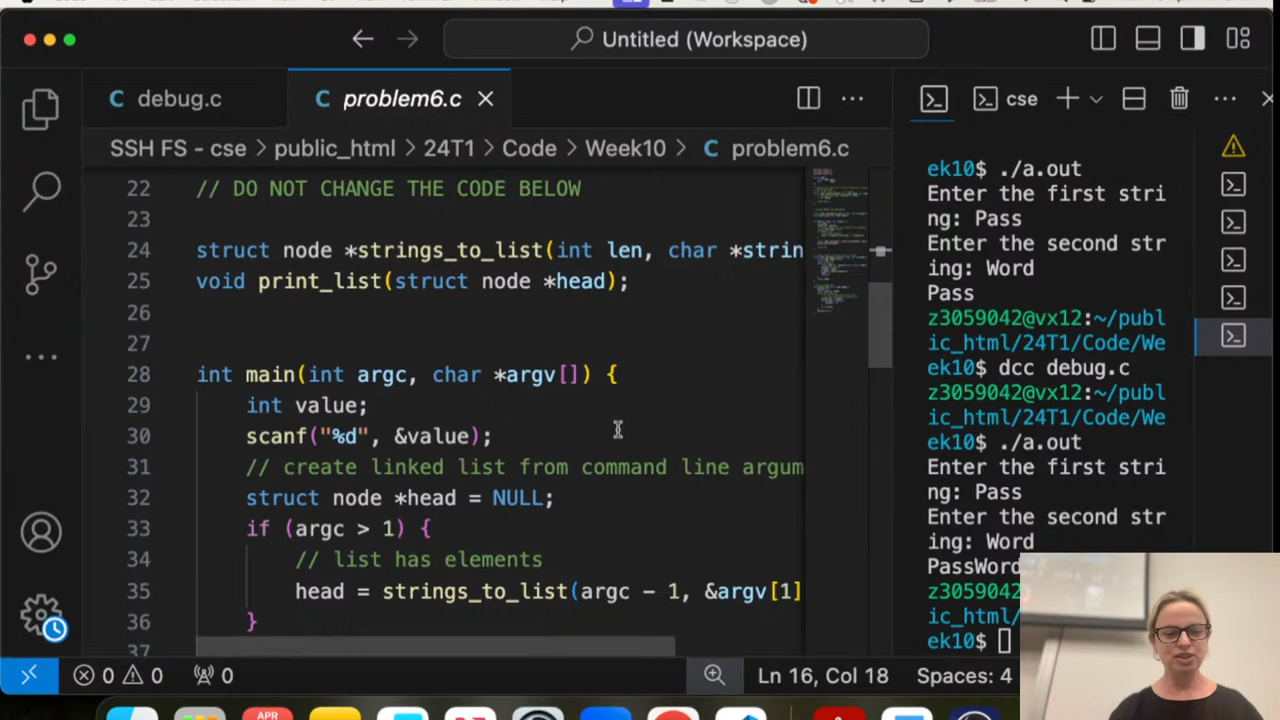 Untitled (Workspace)
debug.c
problem6.c
cse
SSH FS - cse > public_html > 24T1 > Code > Week10 > C problem6.c
22 // DO NOT CHANGE THE CODE BELOW
23
24 struct node *strings_to_list(int len, char *strin
25 void print_list(struct node *head);
26
27
28 int main(int argc, char *argv[]) {
29 int value;
30 scanf("%d", &value);
31 // create linked list from command line argum
32 struct node *head = NULL;
33 if (argc > 1) {
34 // list has elements
35 head = strings_to_list(argc - 1, &argv[1]
36 }
37
ek10$ ./a.out
Enter the first stri
ng: Pass
Enter the second str
ing: Word
Pass
z3059042@vx12:~/publ
ic_html/24T1/Code/We
ek10$ dcc debug.c
z3059042@vx12:~/publ
ic_html/24T1/Code/We
ek10$ ./a.out
Enter the first stri
ng: Pass
Enter the second str
ing: Word
PassWord
z3059
ic_html/
ek10$
0 0 0
Ln 16, Col 18
Spaces: 4
APR